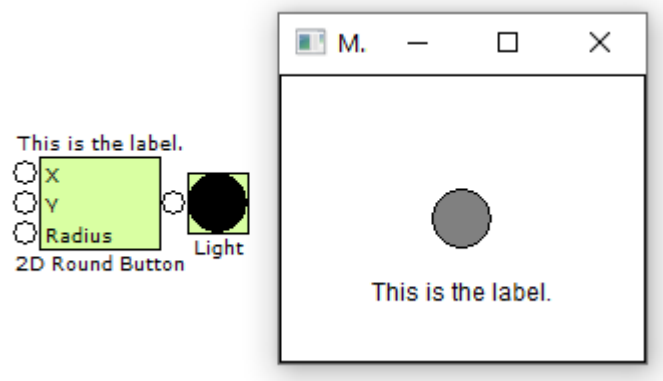 This is the label.
X
Y
Radius
2D Round Button
Light
M.
This is the label.